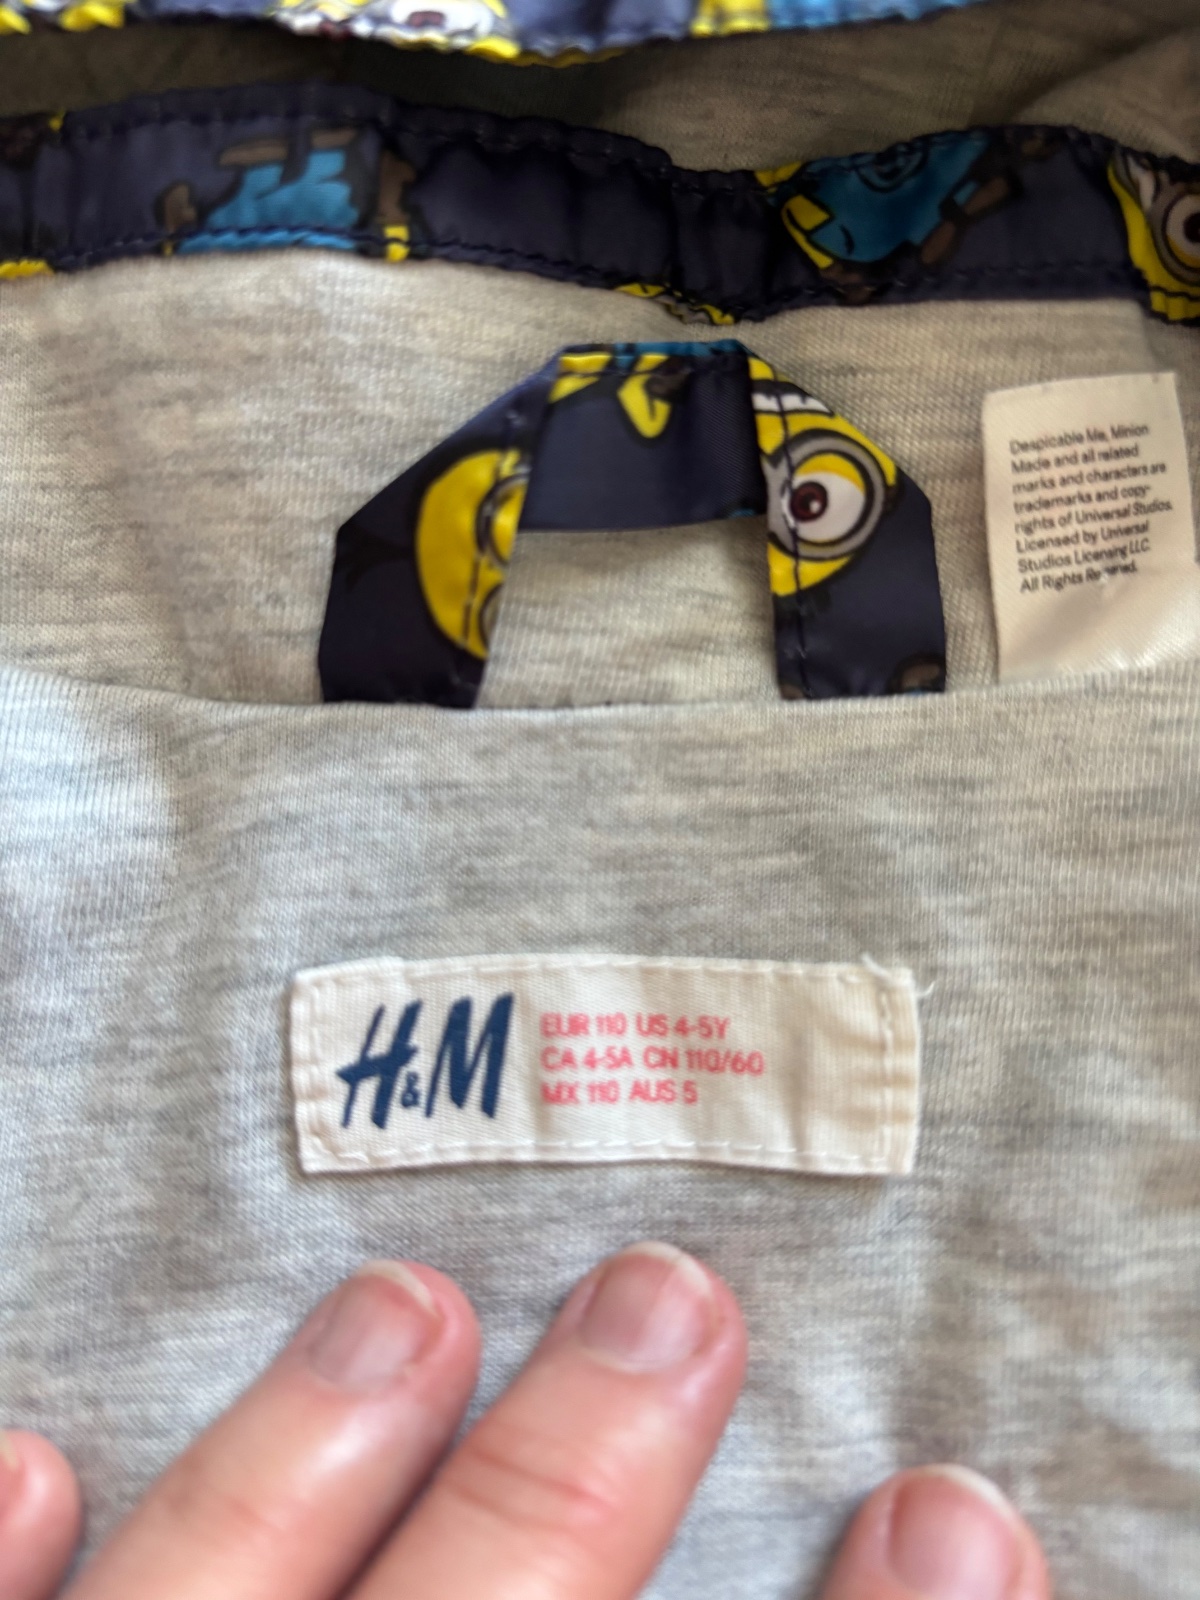 Despicable Me, Minion
Made and all related
marks and characters are
trademarks and copy-
rights of Universal Studios.
Licensed by Universal
Studios Licensing LLC.
All Rights Reserved.
H&M
EUR 110 US 4-5Y
CA 4-5A CN 110/60
MX 110 AUS 5